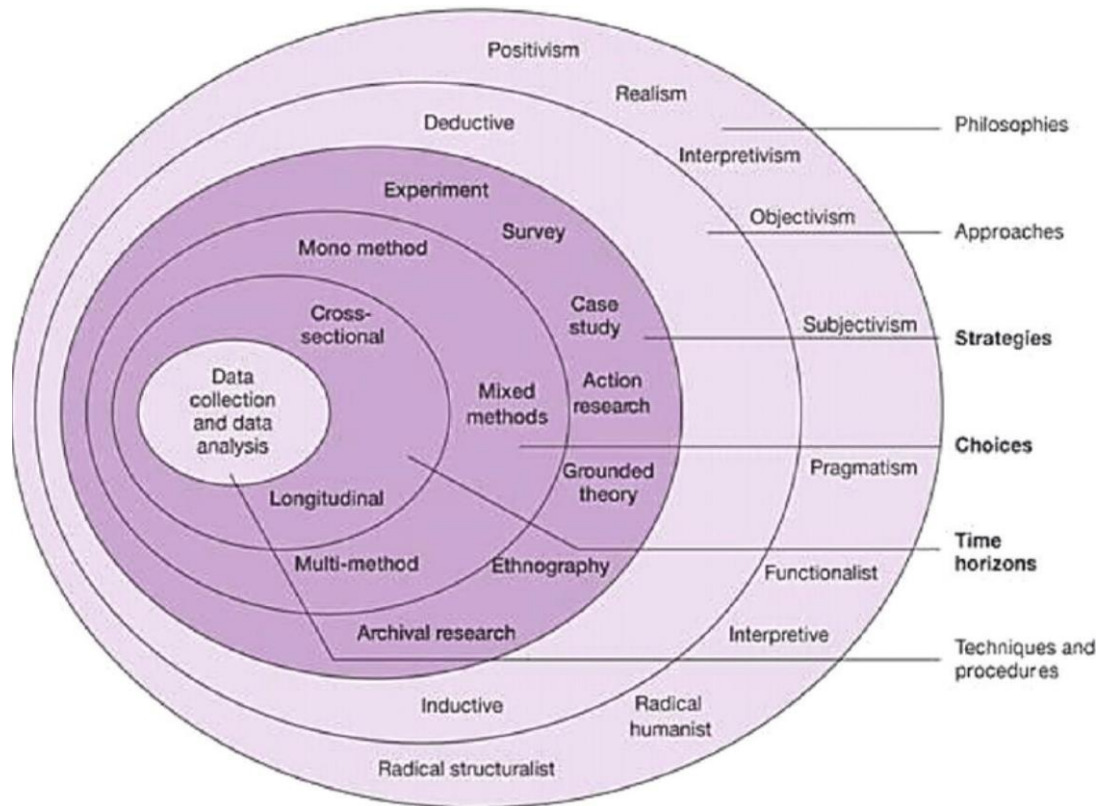 Positivism
Realism
Philosophies
Deductive
Interpretivism
Experiment
Objectivism
Approaches
Survey
Mono method
Case
study
Cross-
sectional
Subjectivism
Strategies
Data
collection
and data
analysis
Mixed
methods
Action
research
Choices
Pragmatism
Grounded
theory
Longitudinal
Time
horizons
Multi-method
Ethnography
Functionalist
Archival research
Interpretive
Techniques and
procedures
Inductive
Radical
humanist
Radical structuralist